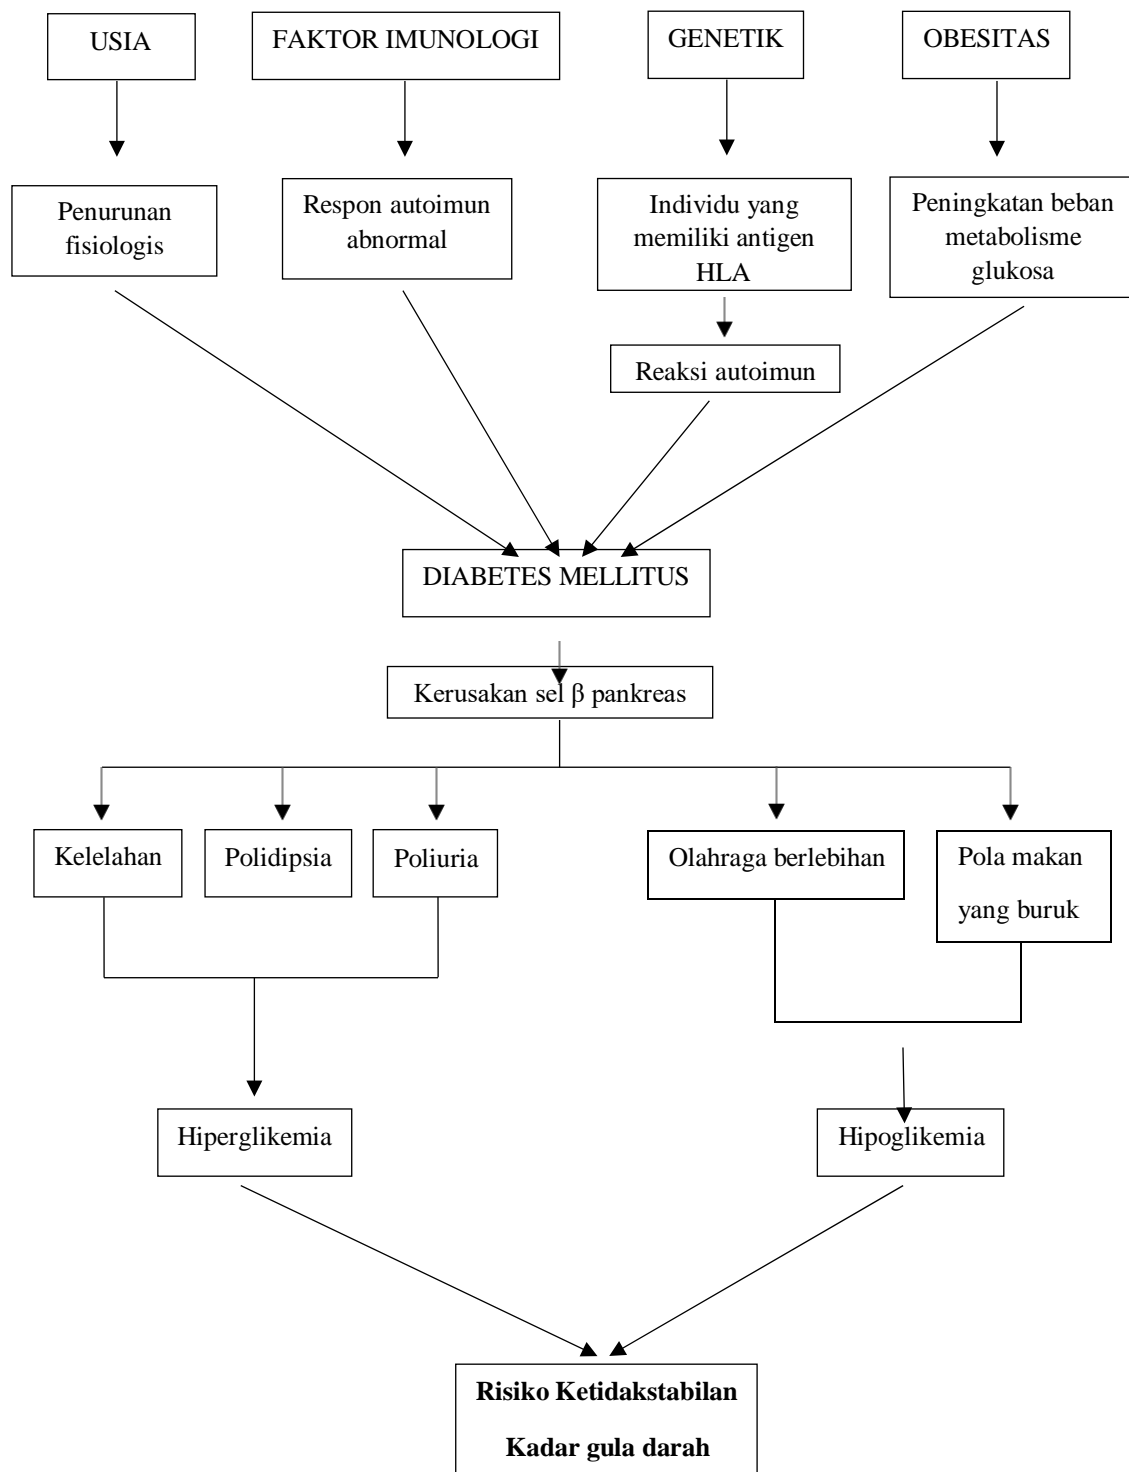 USIA
FAKTOR IMUNOLOGI
GENETIK
OBESITAS
Penurunan
fisiologis
Respon autoimun
abnormal
Individu yang
memiliki antigen
HLA
Peningkatan beban
metabolisme
glukosa
Reaksi autoimun
DIABETES MELLITUS
Kerusakan sel β pankreas
Kelelahan
Polidipsia
Poliuria
Olahraga berlebihan
Pola makan
yang buruk
Hiperglikemia
Hipoglikemia
Risiko Ketidakstabilan
Kadar gula darah